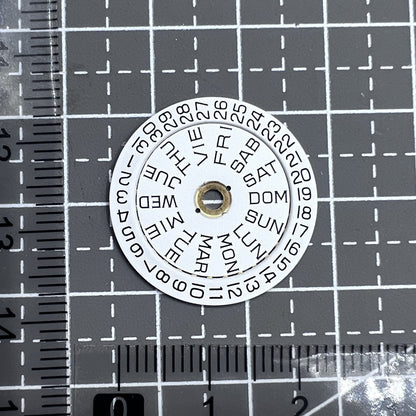 1 2 3 4 5 6 7 8 9 10 11 12 13 14 15 16 17 18 19 20 21 22 23 24 25 26 27 28 29 30 31
VIE
FRI
SAB
SAT
DOM
SUN
LUN
MON
MAR
TUE
MIE
WED
JUE
THU
12
13
14
0 1 2